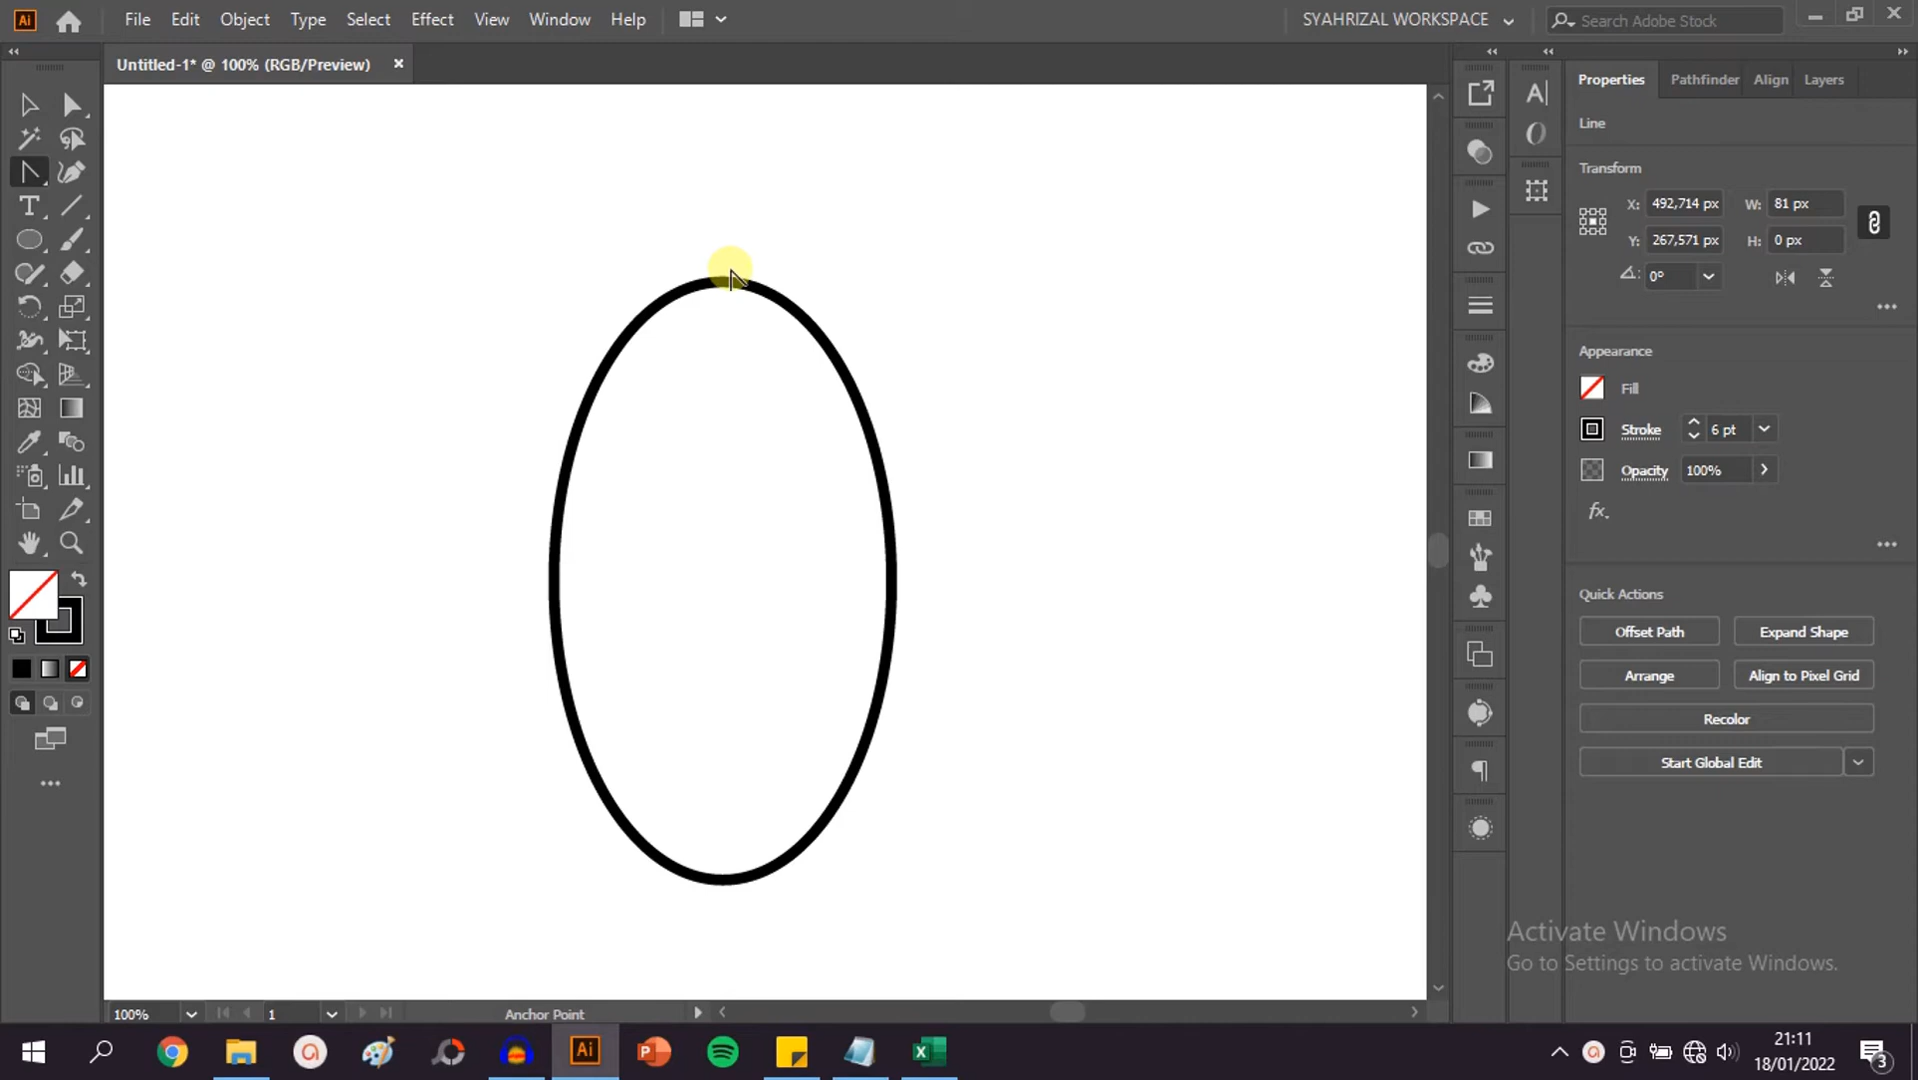 Ai File Edit Object Type Select Effect View Window Help SYAHRIZAL WORKSPACE Search Adobe Stock
Untitled-1* @ 100% (RGB/Preview)
Properties Pathfinder Align Layers
Line
Transform
X: 492,714 px W: 81 px
Y: 267,571 px H: 0 px
0°
Appearance
Fill
Stroke 6 pt
Opacity 100%
fx.
Quick Actions
Offset Path Expand Shape
Arrange Align to Pixel Grid
Recolor
Start Global Edit
Activate Windows
Go to Settings to activate Windows.
100% 1 Anchor Point
Ai
21:11
18/01/2022
3